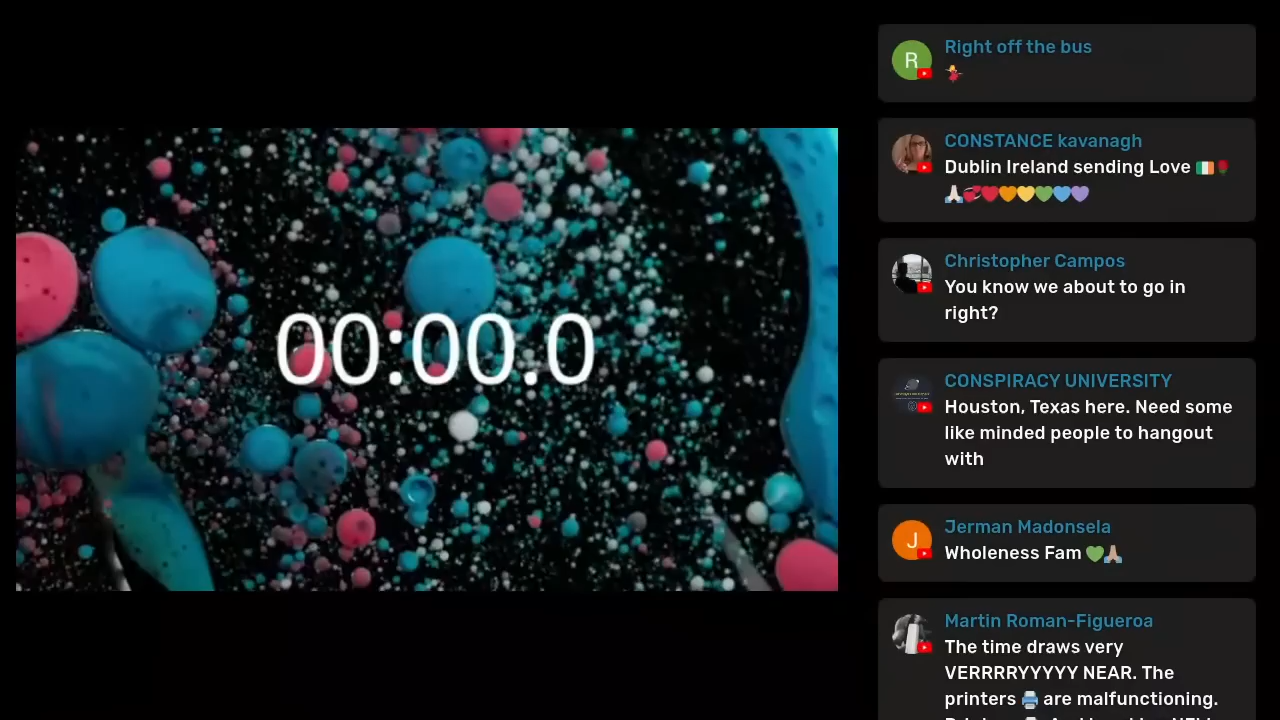 00:00.0
R
Right off the bus
💃
CONSTANCE kavanagh
Dublin Ireland sending Love 🇮🇪🌹
🙏🏻💞❤️🧡💛💚💙💜
Christopher Campos
You know we about to go in
right?
CONSPIRACY UNIVERSITY
Houston, Texas here. Need some
like minded people to hangout
with
J
Jerman Madonsela
Wholeness Fam 💚🙏🏽
Martin Roman-Figueroa
The time draws very
VERRRRYYYYY NEAR. The
printers 🖨️ are malfunctioning.